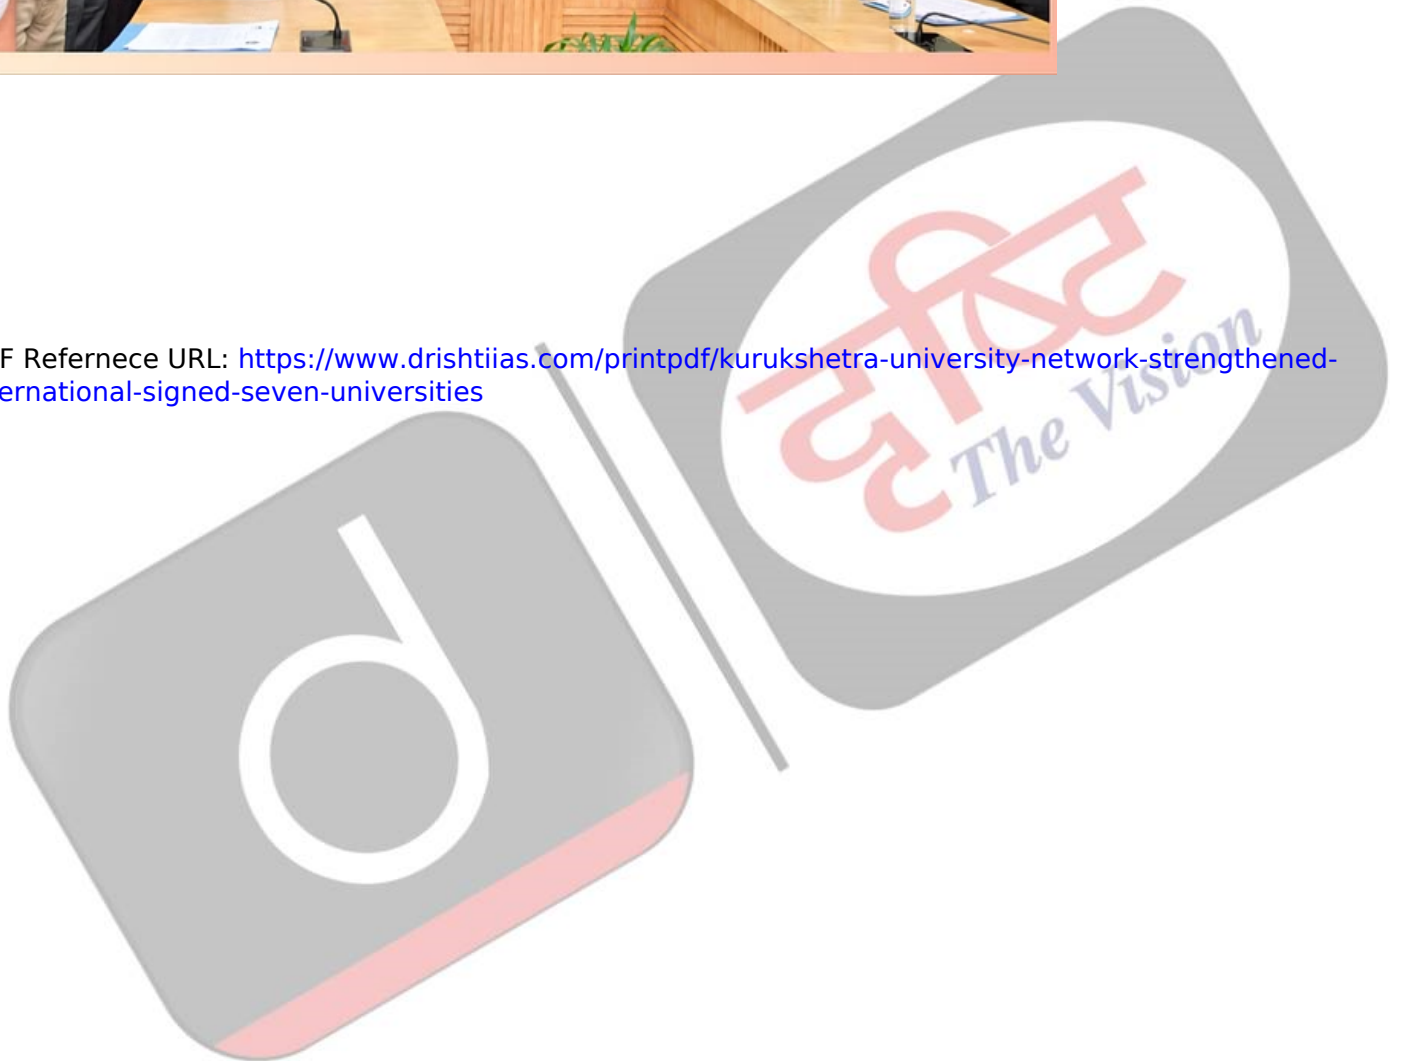 F Refernece URL: https://www.drishtiias.com/printpdf/kurukshetra-university-network-strengthened-
ernational-signed-seven-universities
दृष्टि
The Vision
d